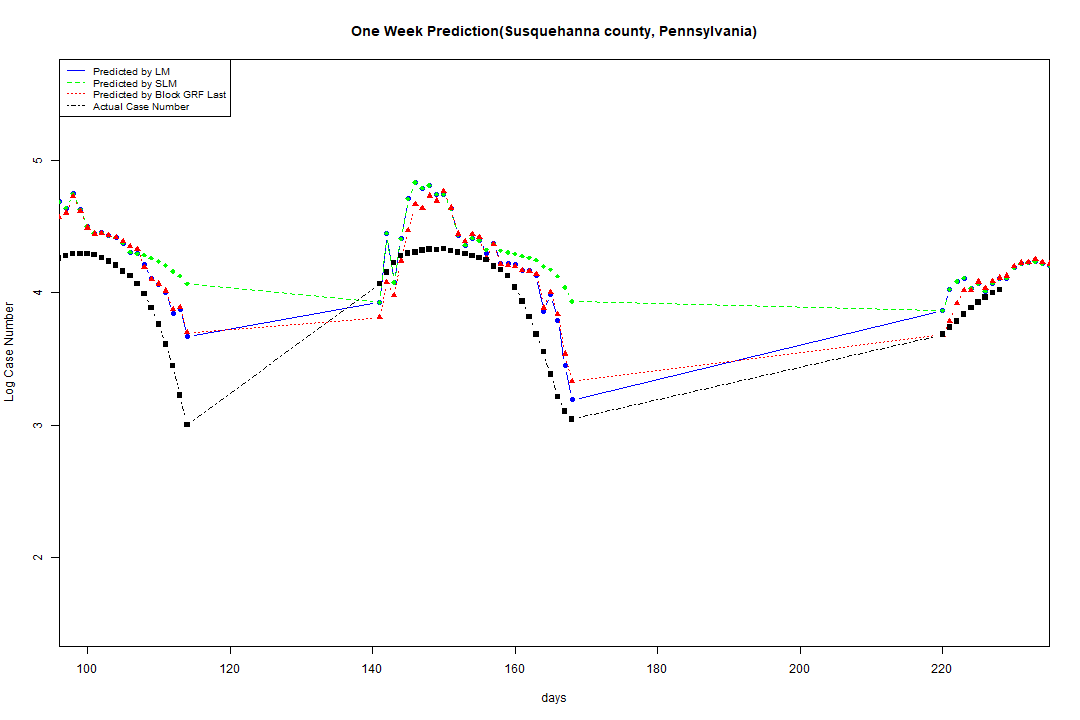 One Week Prediction(Susquehanna county, Pennsylvania)
Predicted by LM
Predicted by SLM
Predicted by Block GRF Last
Actual Case Number
5
4
3
2
Log Case Number
100 120 140 160 180 200 220
days